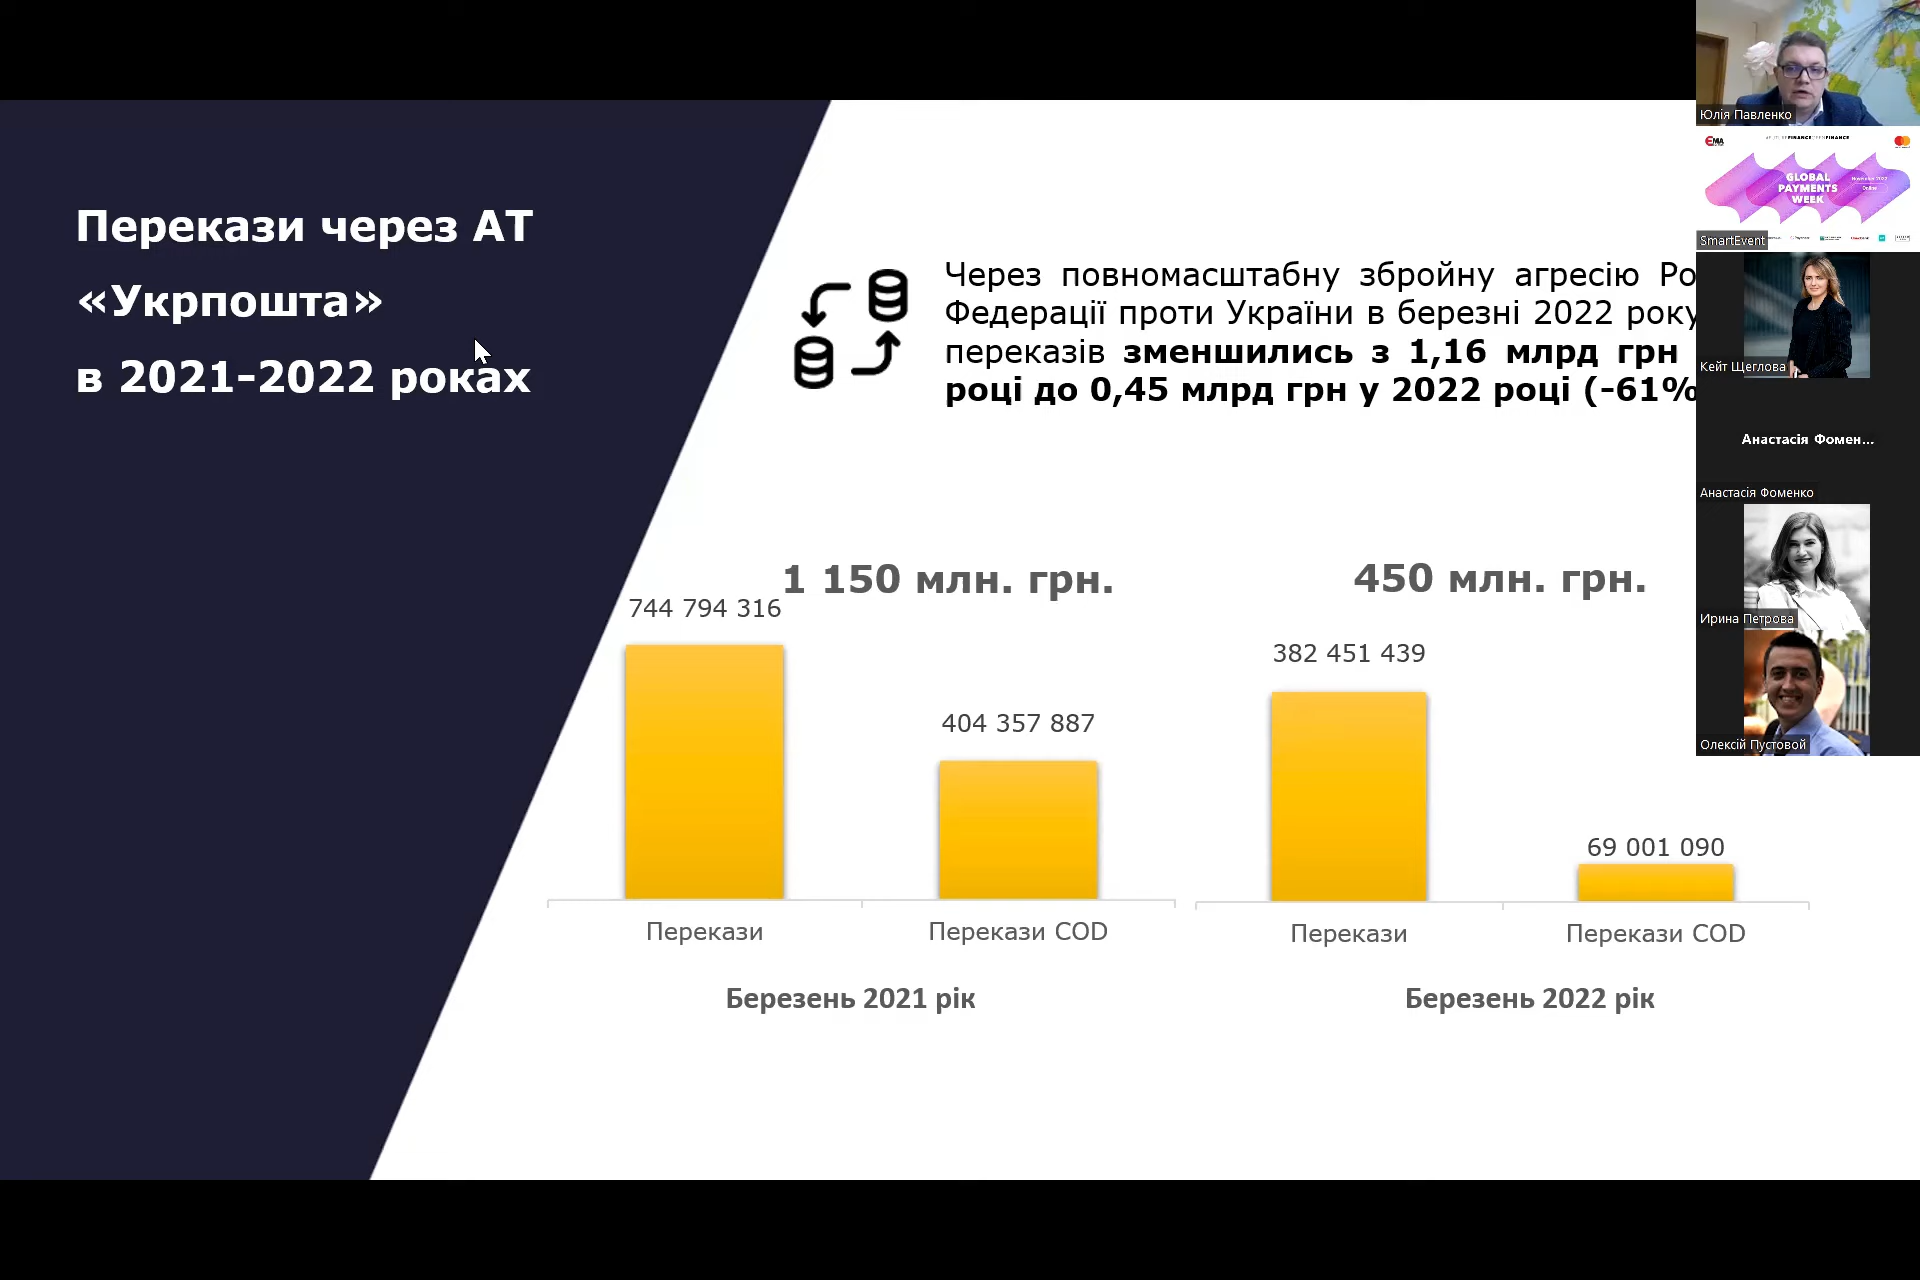 Перекази через АТ
«Укрпошта»
в 2021-2022 роках
Через повномасштабну збройну агресію
Федерації проти України в березні 2022 року
переказів зменшились з 1,16 млрд грн
році до 0,45 млрд грн у 2022 році (-61%
1 150 млн. грн.
744 794 316
404 357 887
Перекази
Перекази COD
Березень 2021 рік
450 млн. грн.
382 451 439
69 001 090
Перекази
Перекази COD
Березень 2022 рік
Юлія Павленко
EMA
GLOBAL
PAYMENTS
WEEK
November 2022
Online
SmartEvent
Кейт Щеглова
Анастасія Фомен...
Анастасія Фоменко
Ирина Петрова
Олексій Пустовой